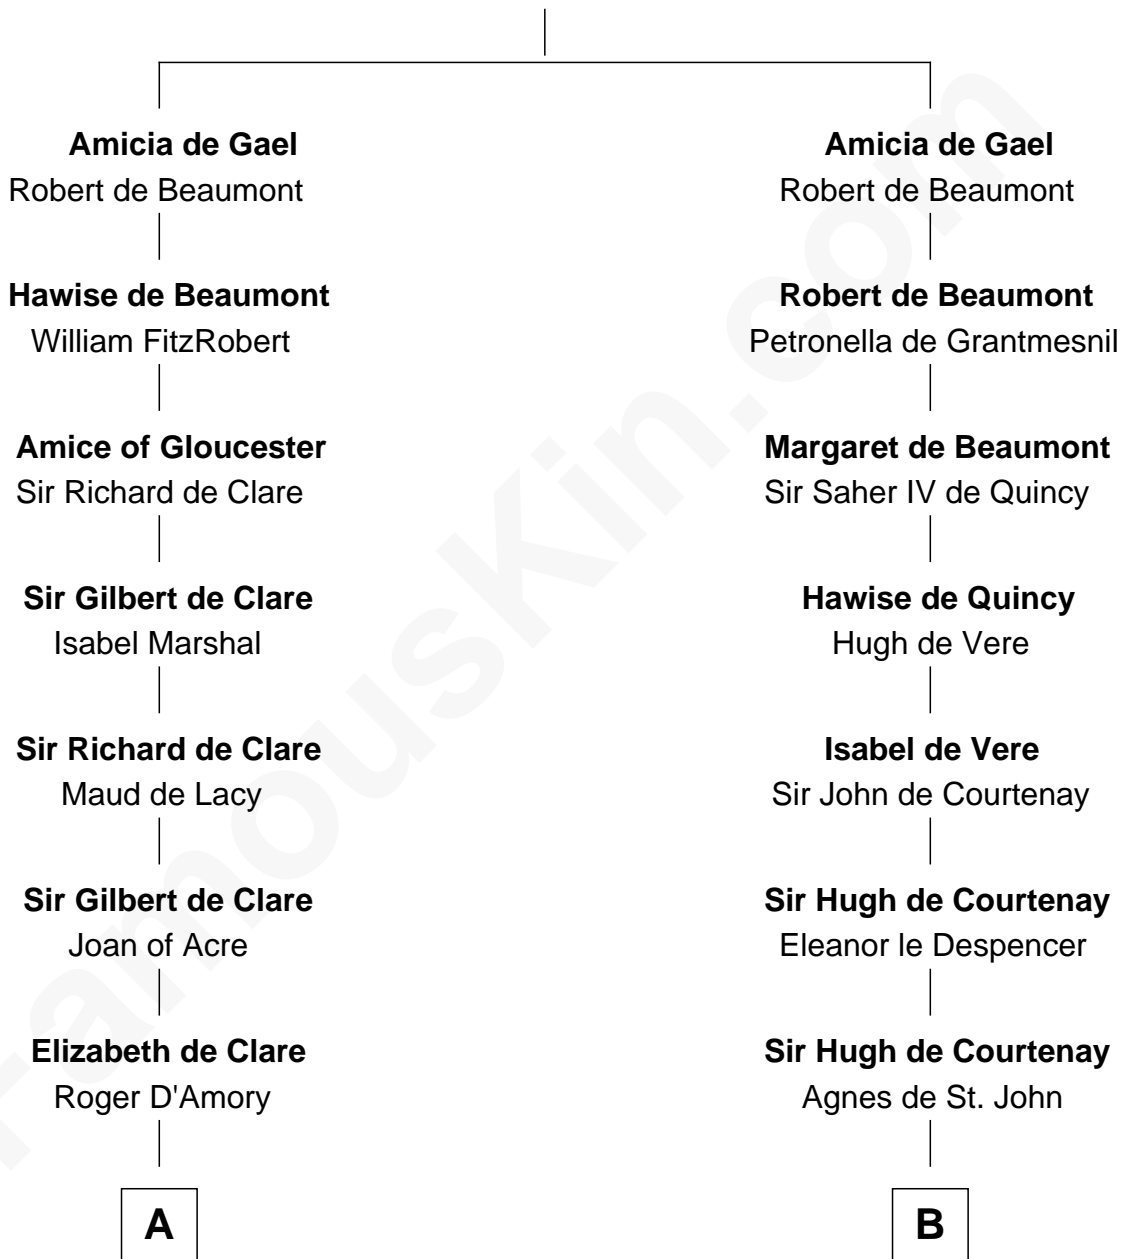 Amicia de Gael
Robert de Beaumont
Hawise de Beaumont
William FitzRobert
Amice of Gloucester
Sir Richard de Clare
Sir Gilbert de Clare
Isabel Marshal
Sir Richard de Clare
Maud de Lacy
Sir Gilbert de Clare
Joan of Acre
Elizabeth de Clare
Roger D'Amory
A
Amicia de Gael
Robert de Beaumont
Robert de Beaumont
Petronella de Grantmesnil
Margaret de Beaumont
Sir Saher IV de Quincy
Hawise de Quincy
Hugh de Vere
Isabel de Vere
Sir John de Courtenay
Sir Hugh de Courtenay
Eleanor le Despencer
Sir Hugh de Courtenay
Agnes de St. John
B
FamousKin.com